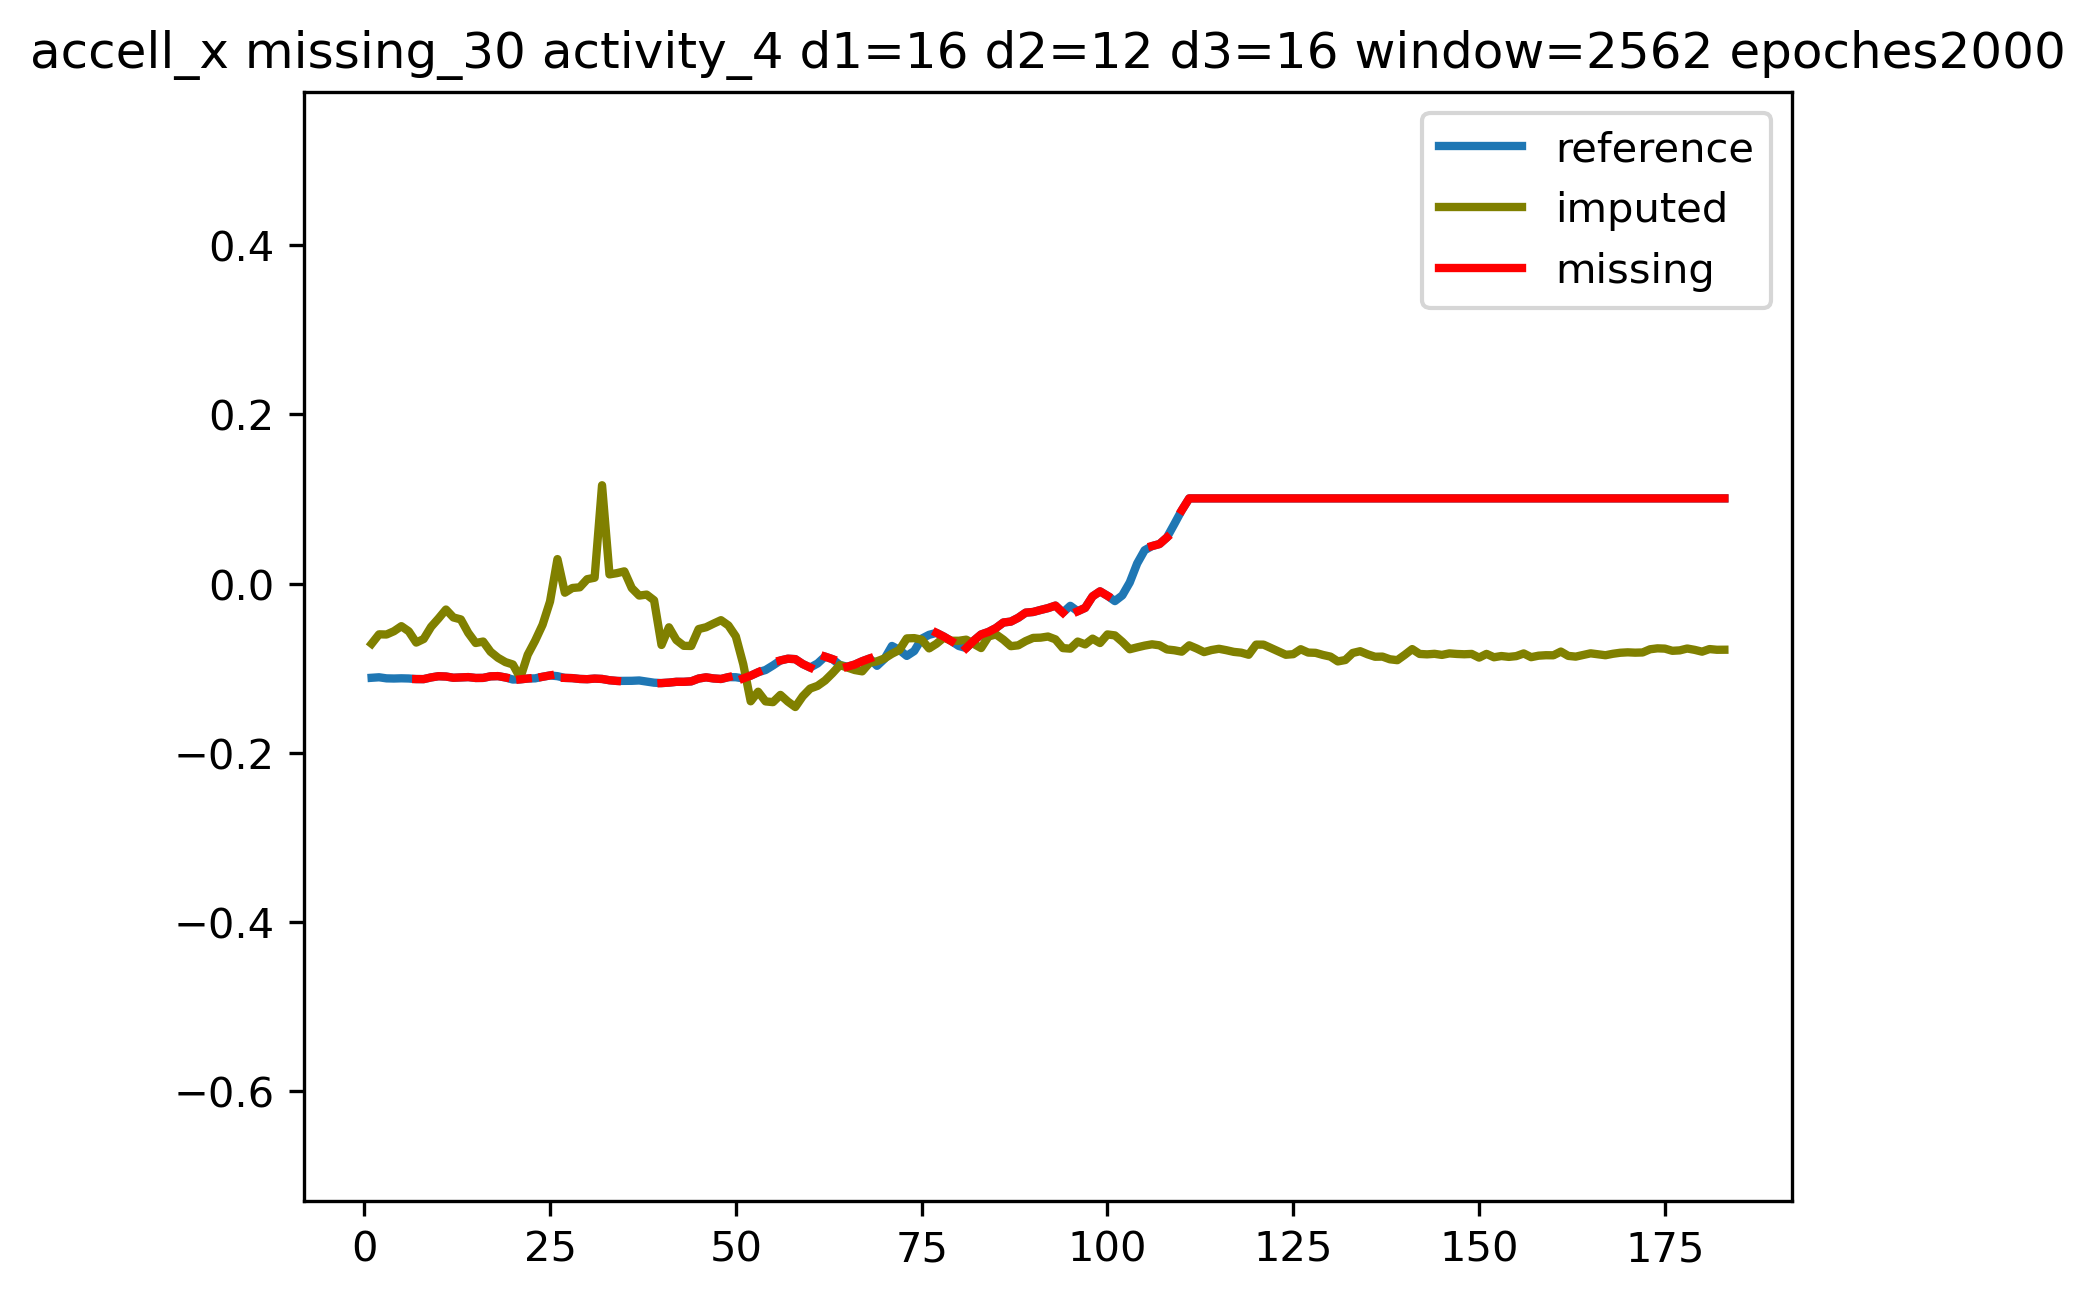 accell_x missing_30 activity_4 d1=16 d2=12 d3=16 window=2562 epoches2000
reference
imputed
missing
0.4
0.2
0.0
−0.2
−0.4
−0.6
0 25 50 75 100 125 150 175